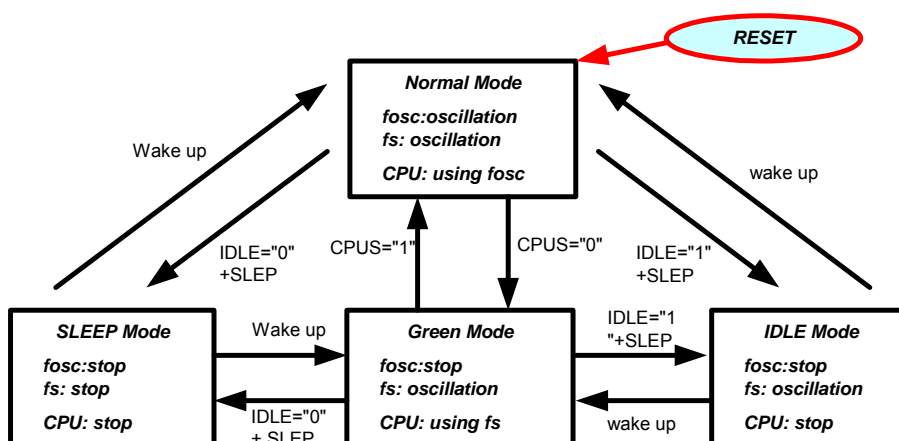 RESET
Normal Mode
fosc:oscillation
fs: oscillation
CPU: using fosc
Wake up
wake up
IDLE="0"
+SLEP
CPUS="1"
CPUS="0"
IDLE="1"
+SLEP
SLEEP Mode
fosc:stop
fs: stop
CPU: stop
Wake up
IDLE="0"
+ SLEP
Green Mode
fosc:stop
fs: oscillation
CPU: using fs
IDLE="1
"+SLEP
wake up
IDLE Mode
fosc:stop
fs: oscillation
CPU: stop